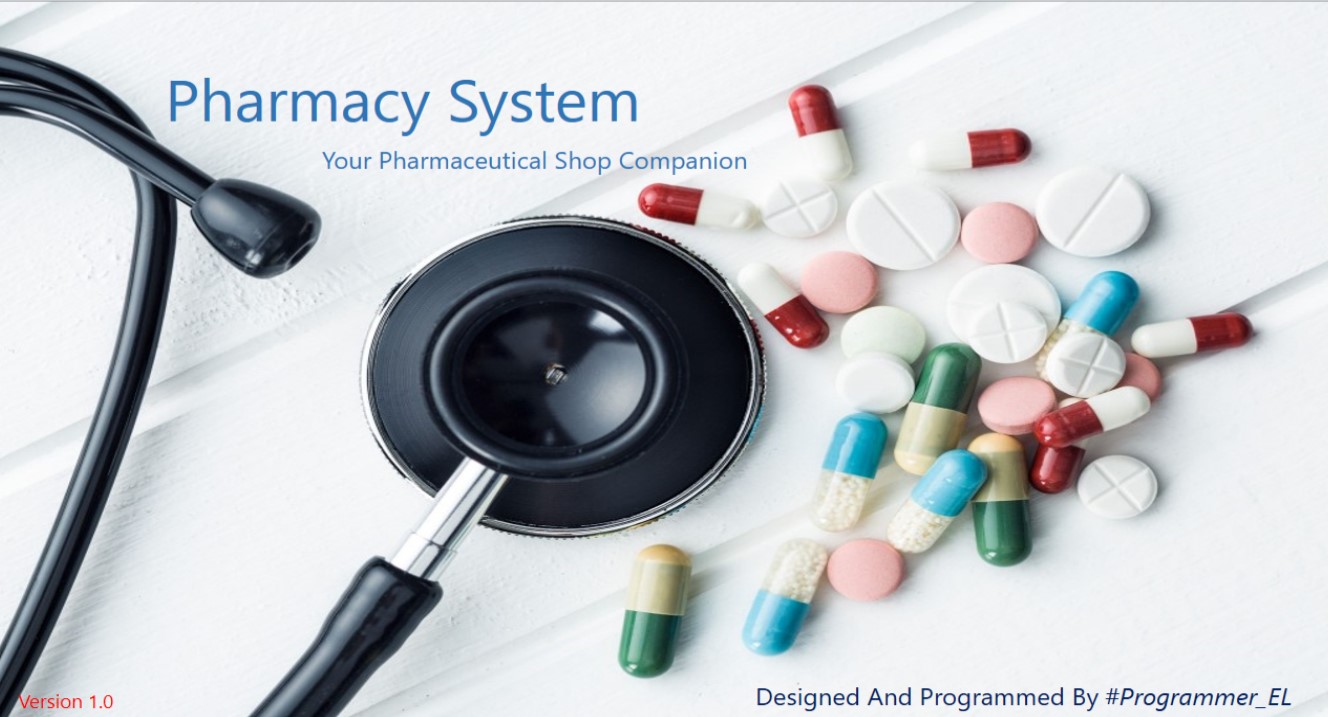 Pharmacy System
Your Pharmaceutical Shop Companion
Version 1.0
Designed And Programmed By #Programmer_EL